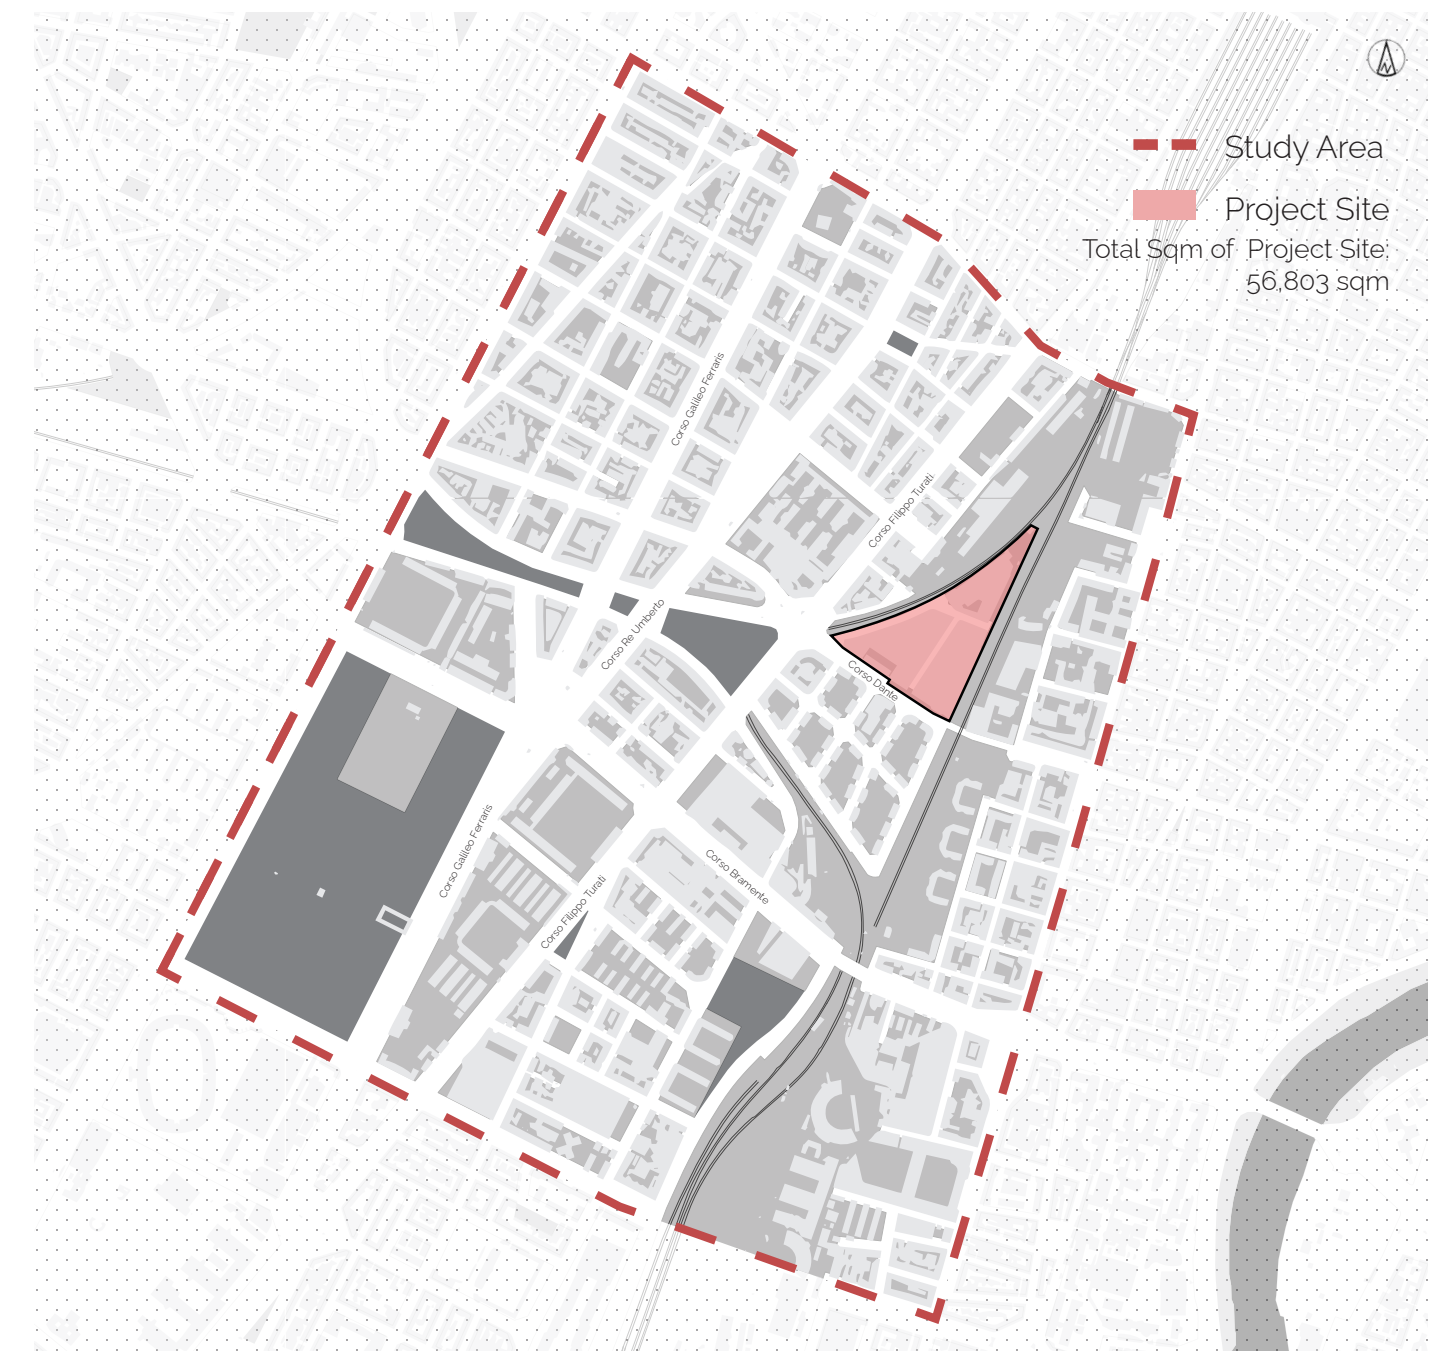 Study Area
Project Site
Total Sqm of Project Site:
56,803 sqm
Corso Galileo Ferraris
Corso Filippo Turati
Corso Re Umberto
Corso Dante
Corso Galileo Ferraris
Corso Bramente
Corso Filippo Turati
N